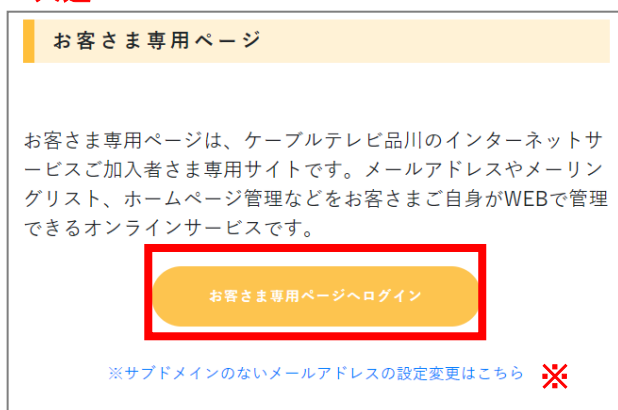 お客さま専用ページ
お客さま専用ページは、ケーブルテレビ品川のインターネットサ
ービスご加入者さま専用サイトです。メールアドレスやメーリン
グリスト、ホームページ管理などをお客さまご自身がWEBで管理
できるオンラインサービスです。
お客さま専用ページへログイン
※サブドメインのないメールアドレスの設定変更はこちら ※